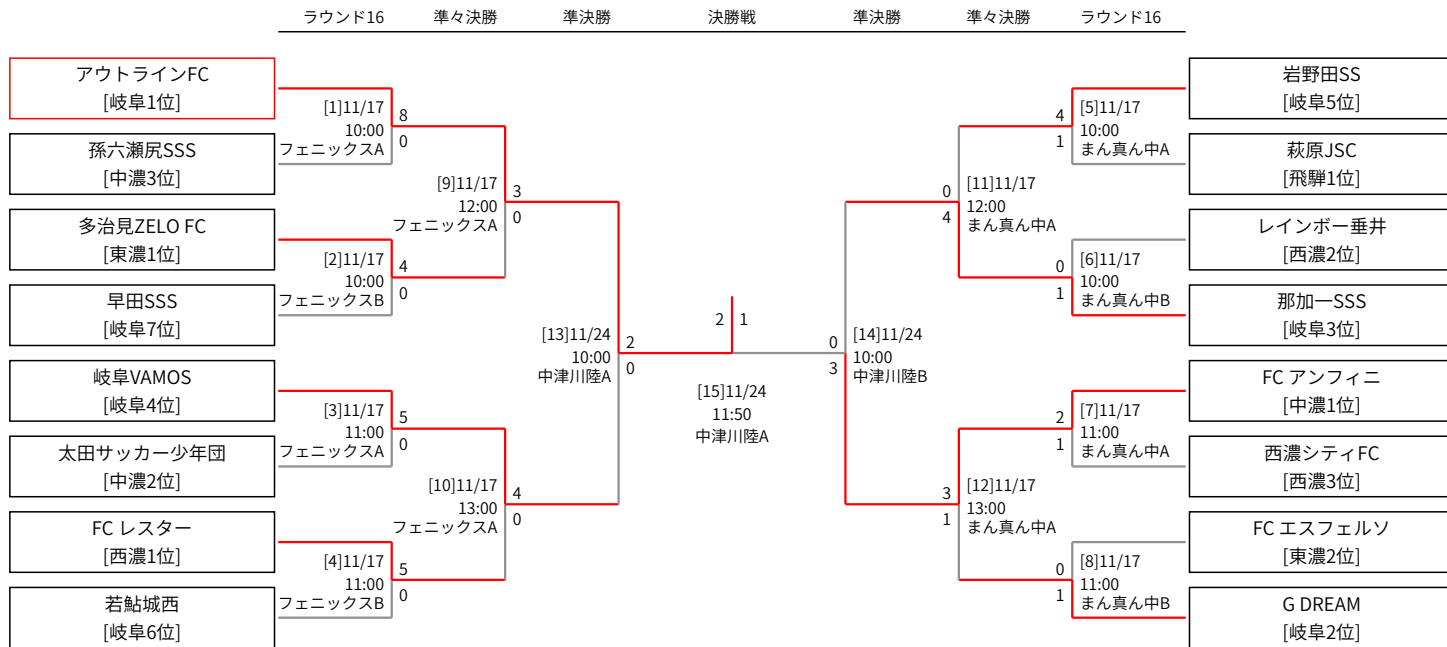 ラウンド16
準々決勝
準決勝
決勝戦
準決勝
準々決勝
ラウンド16
アウトラインFC
[岐阜1位]
孫六瀬尻SSS
[中濃3位]
多治見ZELO FC
[東濃1位]
早田SSS
[岐阜7位]
岐阜VAMOS
[岐阜4位]
太田サッカー少年団
[中濃2位]
FC レスター
[西濃1位]
若鮎城西
[岐阜6位]
[1]11/17
10:00
フェニックスA
8
0
[2]11/17
10:00
フェニックスB
4
0
[3]11/17
11:00
フェニックスA
5
0
[4]11/17
11:00
フェニックスB
5
0
[9]11/17
12:00
フェニックスA
3
0
[10]11/17
13:00
フェニックスA
4
0
[13]11/24
10:00
中津川陸A
2
0
2
1
[15]11/24
11:50
中津川陸A
0
3
[14]11/24
10:00
中津川陸B
0
4
[11]11/17
12:00
まん真ん中A
3
1
[12]11/17
13:00
まん真ん中A
4
1
[5]11/17
10:00
まん真ん中A
0
1
[6]11/17
10:00
まん真ん中B
2
1
[7]11/17
11:00
まん真ん中A
0
1
[8]11/17
11:00
まん真ん中B
岩野田SS
[岐阜5位]
萩原JSC
[飛騨1位]
レインボー垂井
[西濃2位]
那加一SSS
[岐阜3位]
FC アンフィニ
[中濃1位]
西濃シティFC
[西濃3位]
FC エスフェルソ
[東濃2位]
G DREAM
[岐阜2位]